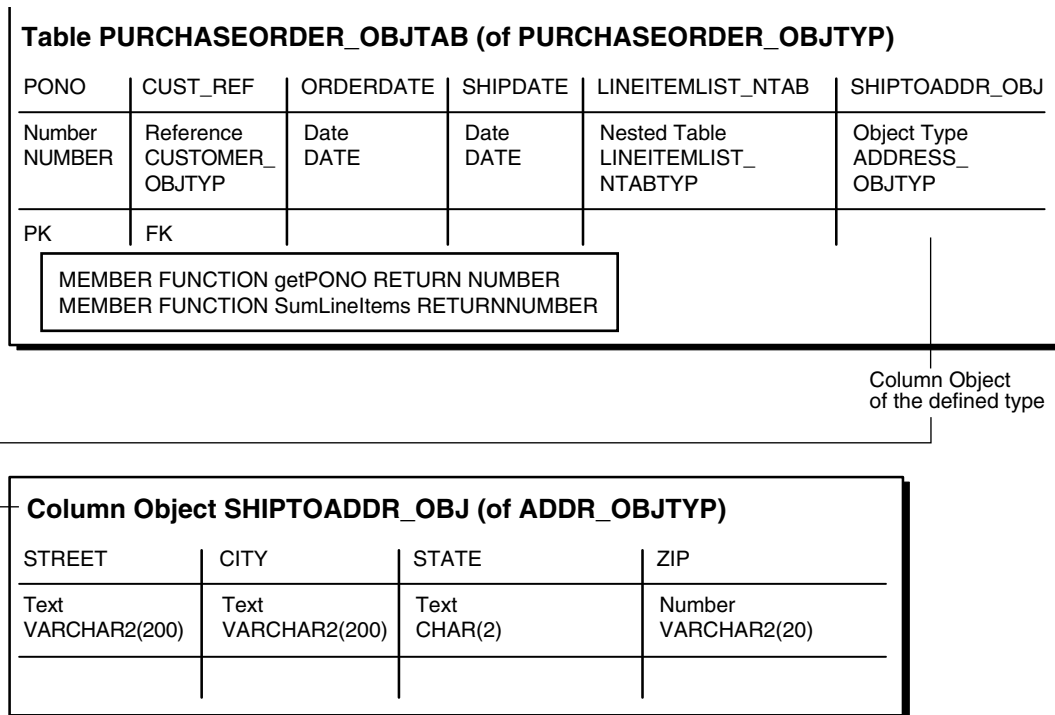 Table PURCHASEORDER_OBJTAB (of PURCHASEORDER_OBJTYP)
PONO CUST_REF ORDERDATE SHIPDATE LINEITEMLIST_NTAB SHIPTOADDR_OBJ
Number Reference Date Date Nested Table Object Type
NUMBER CUSTOMER_ DATE DATE LINEITEMLIST_ ADDRESS_
OBJTYP NTABTYP OBJTYP
PK FK
MEMBER FUNCTION getPONO RETURN NUMBER
MEMBER FUNCTION SumLineItems RETURNNUMBER
Column Object
of the defined type
Column Object SHIPTOADDR_OBJ (of ADDR_OBJTYP)
STREET CITY STATE ZIP
Text Text Text Number
VARCHAR2(200) VARCHAR2(200) CHAR(2) VARCHAR2(20)